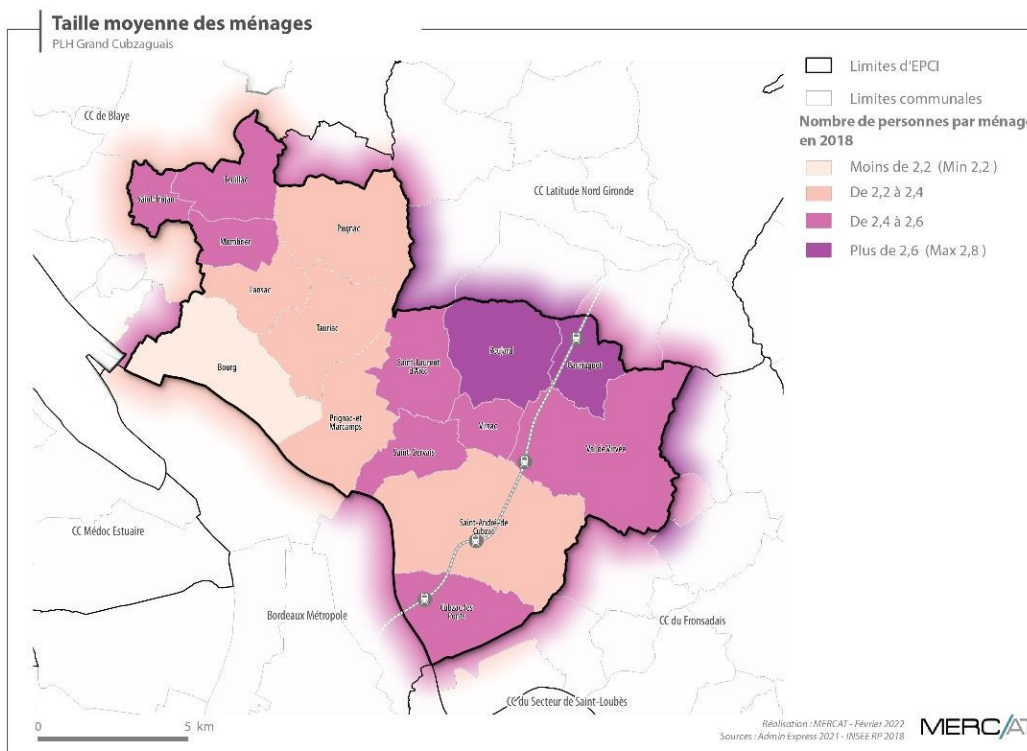 Taille moyenne des ménages
PLH Grand Cubzaguais
Limites d'EPCI
Limites communales
Nombre de personnes par ménage
en 2018
Moins de 2,2 (Min 2,2 )
De 2,2 à 2,4
De 2,4 à 2,6
Plus de 2,6 (Max 2,8 )
CC de Blaye
CC Latitude Nord Gironde
Teuillac
Saint-Trojan
Mombrier
Pugnac
Lansac
Tauriac
Bourg
Saint-Laurent
d'Arce
Peujard
Gauriaguet
Prignac-et
Marcamps
Virsac
Saint-Gervais
Val de Virvée
Saint-André-de
Cubzac
CC Médoc Estuaire
Bordeaux Métropole
Cubzac-les
Ponts
CC du Fronsadais
CC du Secteur de Saint-Loubès
0
5 km
Réalisation : MERCAT - Février 2022
Sources : Admin Express 2021 - INSEE RP 2018
MERC/AT